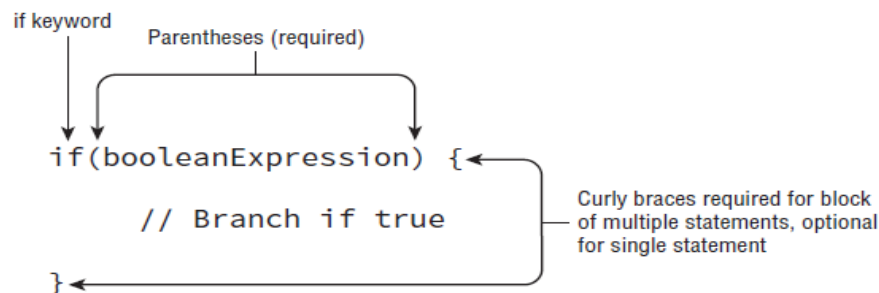 if keyword
Parentheses (required)
if(booleanExpression) {
// Branch if true
Curly braces required for block
of multiple statements, optional
for single statement
}